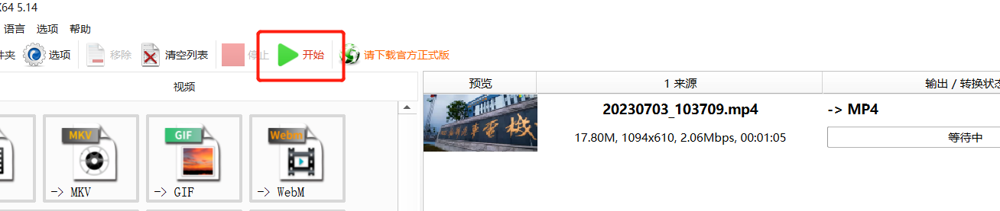 X64 5.14
语言 选项 帮助
件夹 选项 移除 清空列表 停止 开始 请下载官方正式版
视频
预览 1 来源 输出 / 转换状态
20230703_103709.mp4 -> MP4
17.80M, 1094x610, 2.06Mbps, 00:01:05 等待中
MKV GIF Webm
-> MKV -> GIF -> WebM